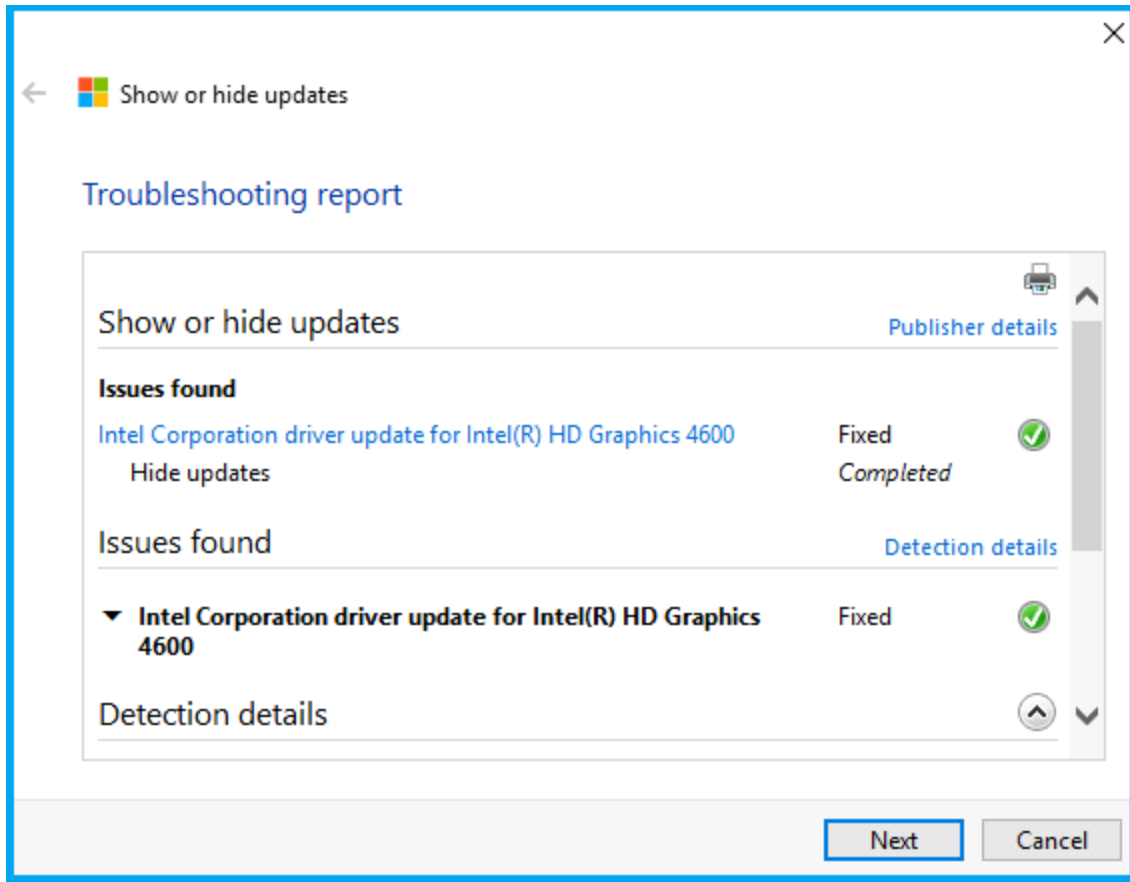 Show or hide updates
Troubleshooting report
Show or hide updates
Publisher details
Issues found
Intel Corporation driver update for Intel(R) HD Graphics 4600
Fixed
Hide updates
Completed
Issues found
Detection details
Intel Corporation driver update for Intel(R) HD Graphics
4600
Fixed
Detection details
Next
Cancel